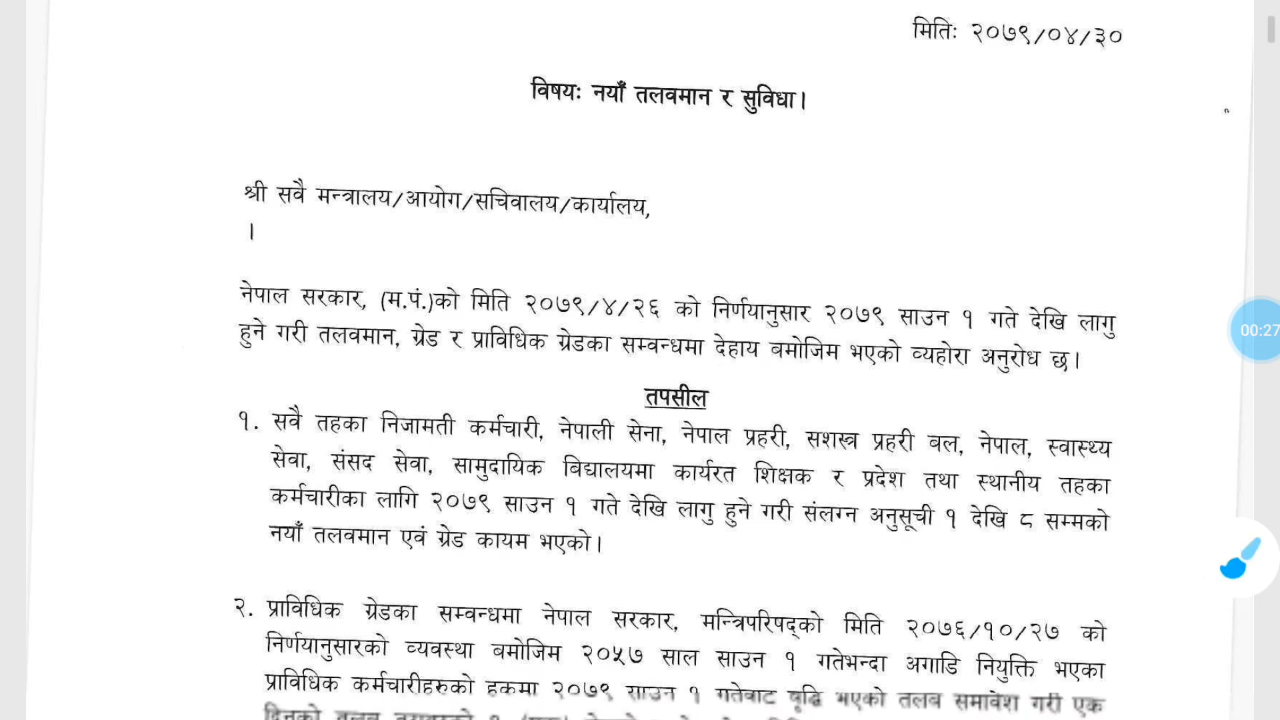 मितिः २०७९/०४/३०
विषयः नयाँ तलवमान र सुविधा।
श्री सवै मन्त्रालय/आयोग/सचिवालय/कार्यालय,
।
नेपाल सरकार, (म.पं.)को मिति २०७९/४/२६ को निर्णयानुसार २०७९ साउन १ गते देखि लागु
हुने गरी तलवमान, ग्रेड र प्राविधिक ग्रेडका सम्वन्धमा देहाय बमोजिम भएको व्यहोरा अनुरोध छ।
00:27
तपसील
१. सवै तहका निजामती कर्मचारी, नेपाली सेना, नेपाल प्रहरी, सशस्त्र प्रहरी बल, नेपाल, स्वास्थ्य
सेवा, संसद सेवा, सामुदायिक बिद्यालयमा कार्यरत शिक्षक र प्रदेश तथा स्थानीय तहका
कर्मचारीका लागि २०७९ साउन १ गते देखि लागु हुने गरी संलग्न अनुसूची १ देखि ८ सम्मको
नयाँ तलवमान एवं ग्रेड कायम भएको।
२. प्राविधिक ग्रेडका सम्वन्धमा नेपाल सरकार, मन्त्रिपरिषद्को मिति २०७६/१०/२७ को
निर्णयानुसारको व्यवस्था बमोजिम २०५७ साल साउन १ गतेभन्दा अगाडि नियुक्ति भएका
प्राविधिक कर्मचारीहरुको हकमा २०७९ साउन १ गतेबाट वृद्धि भएको तलब समावेश गरी एक